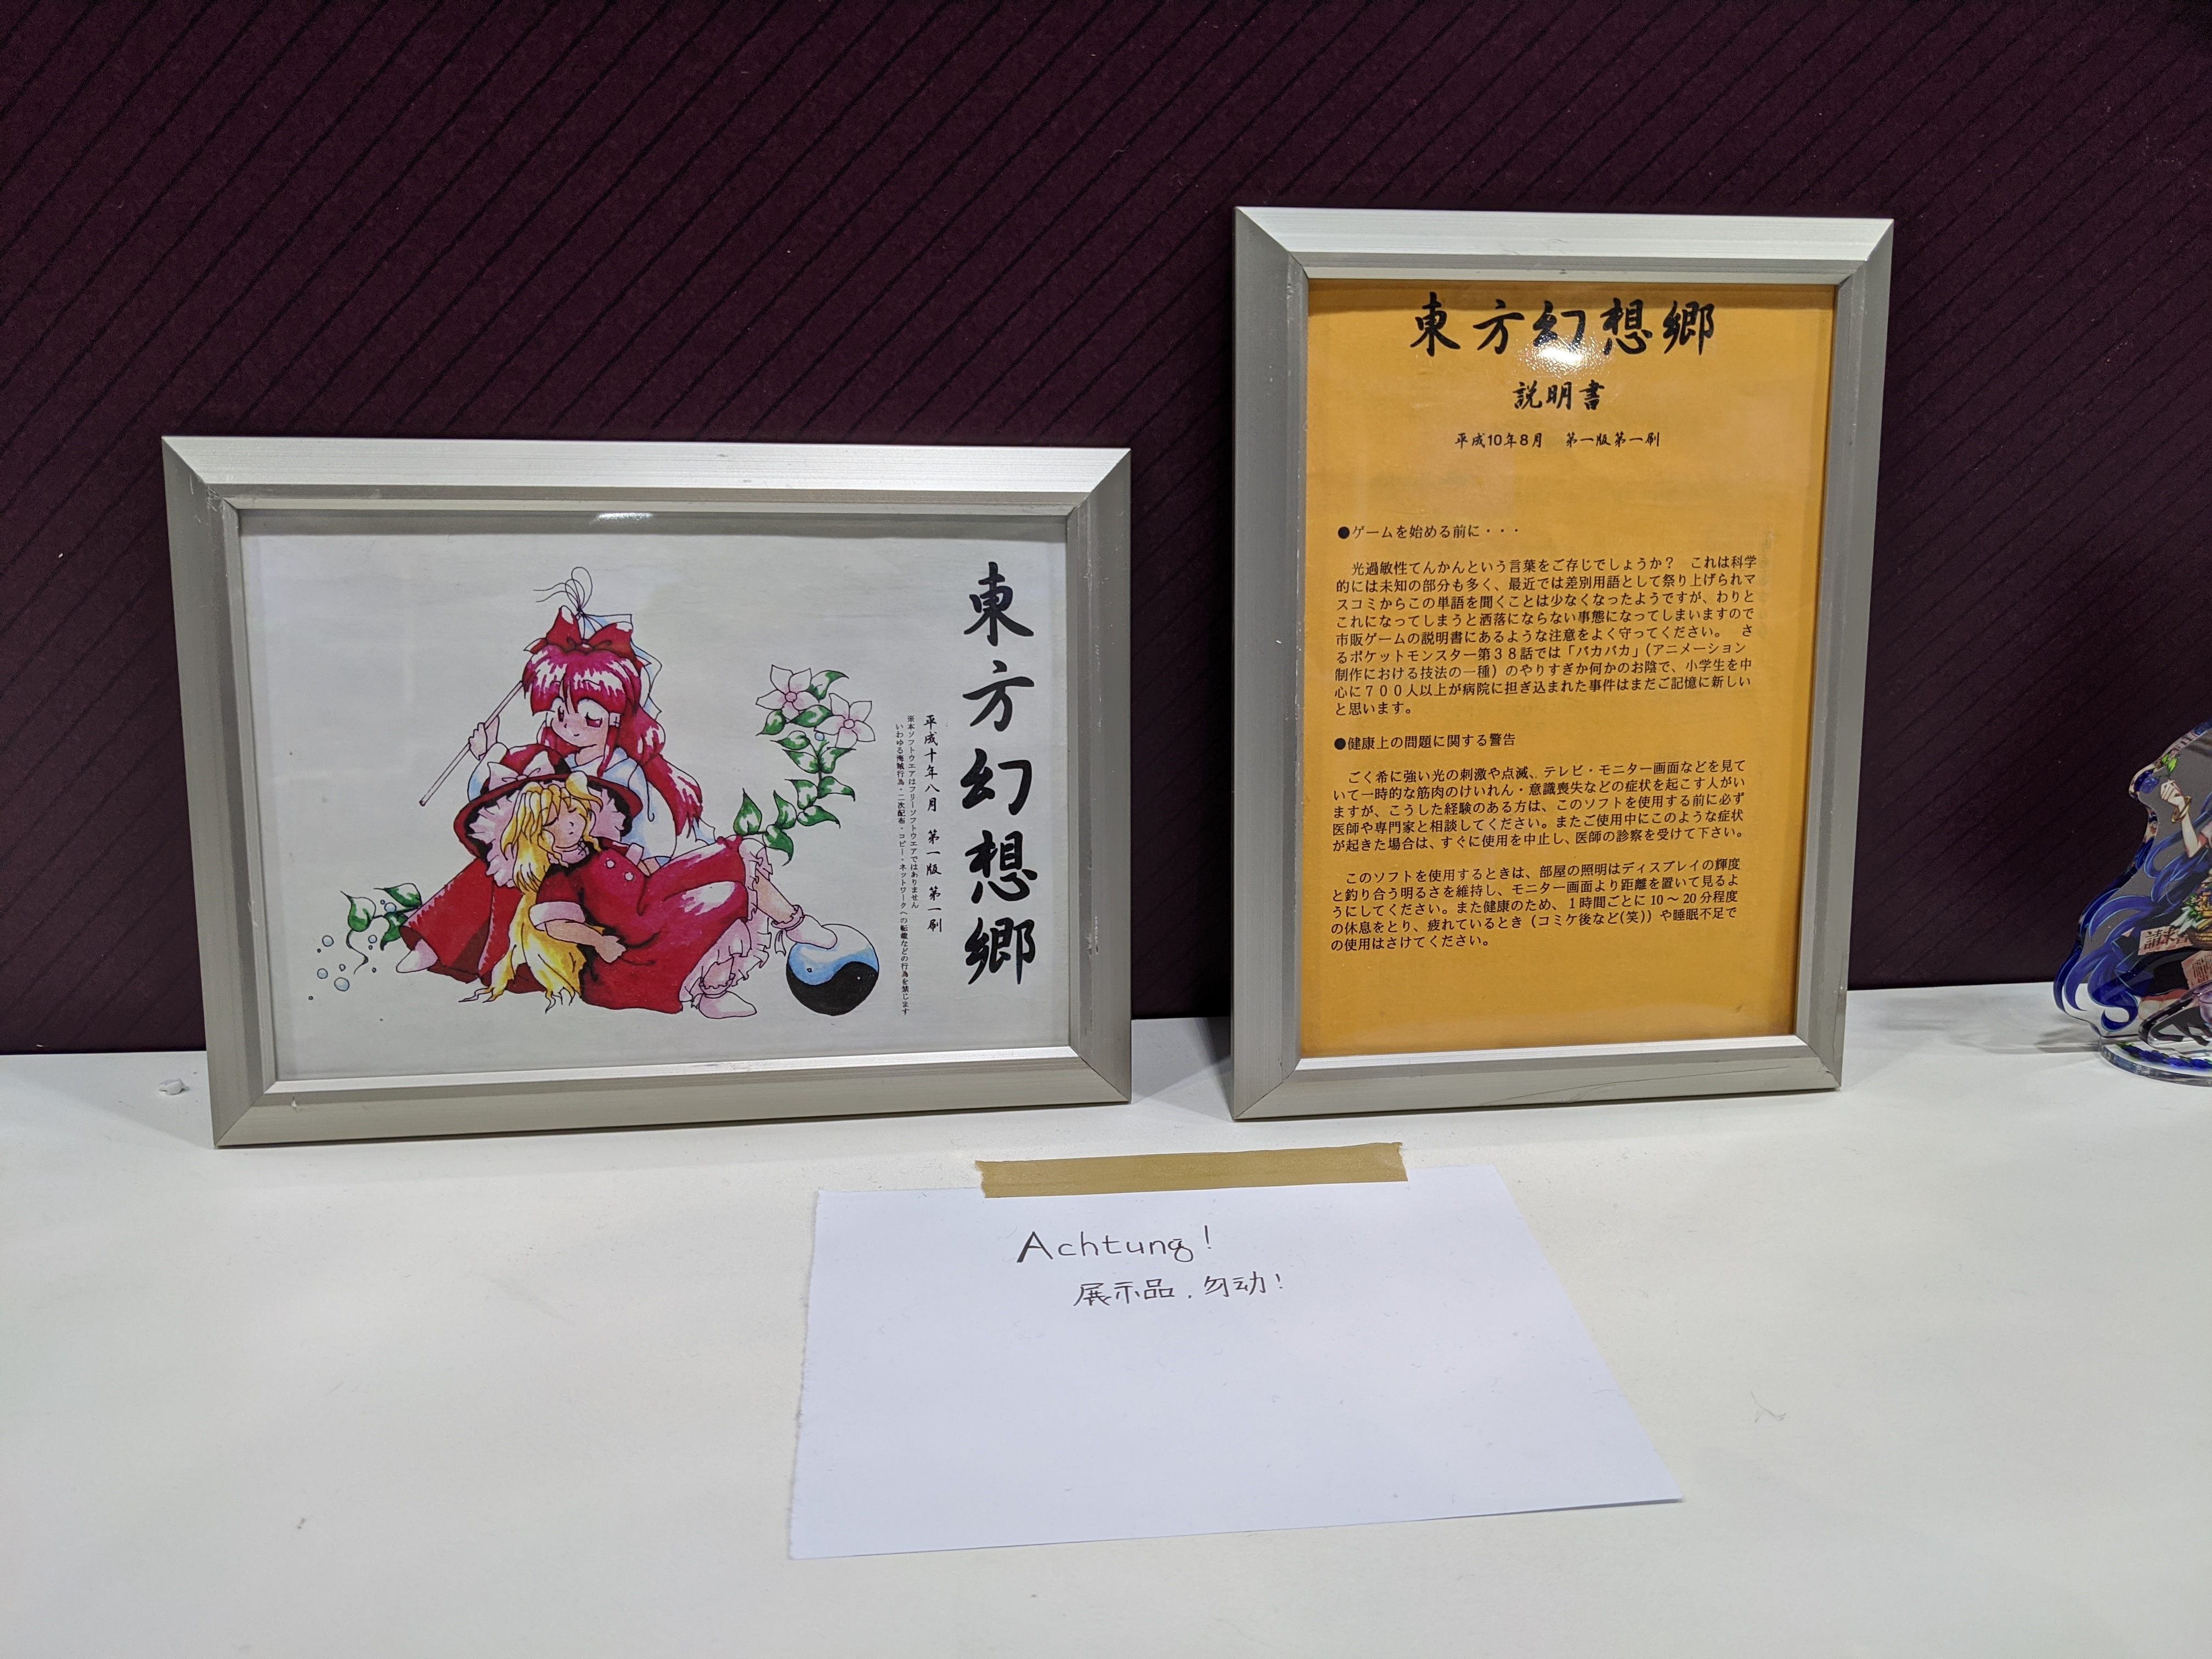 東方幻想郷
平成十年八月　第一版第一刷
※本ソフトウエアはフリーソフトウエアではありません
いわゆる海賊行為・二次配布・コピー・ネットワークへの転載などの行為を禁じます
東方幻想郷
説明書
平成10年8月　第一版第一刷
●ゲームを始める前に・・・
光過敏性てんかんという言葉をご存じでしょうか？　これは科学
的には未知の部分も多く、最近では差別用語として祭り上げられマ
スコミからこの単語を聞くことは少なくなったようですが、わりと
これになってしまうと洒落にならない事態になってしまいますので
市販ゲームの説明書にあるような注意をよく守ってください。　さ
るポケットモンスター第３８話では「パカパカ」（アニメーション
制作における技法の一種）のやりすぎか何かのお陰で、小学生を中
心に７００人以上が病院に担ぎ込まれた事件はまだご記憶に新しい
と思います。
●健康上の問題に関する警告
ごく希に強い光の刺激や点滅、テレビ・モニター画面などを見て
いて一時的な筋肉のけいれん・意識喪失などの症状を起こす人がい
ますが、こうした経験のある方は、このソフトを使用する前に必ず
医師や専門家と相談してください。またご使用中にこのような症状
が起きた場合は、すぐに使用を中止し、医師の診察を受けて下さい。
このソフトを使用するときは、部屋の照明はディスプレイの輝度
と釣り合う明るさを維持し、モニター画面より距離を置いて見るよ
うにしてください。また健康のため、１時間ごとに10～20分程度
の休息をとり、疲れているとき（コミケ後など(笑)）や睡眠不足で
の使用はさけてください。
Achtung!
展示品.勿动!